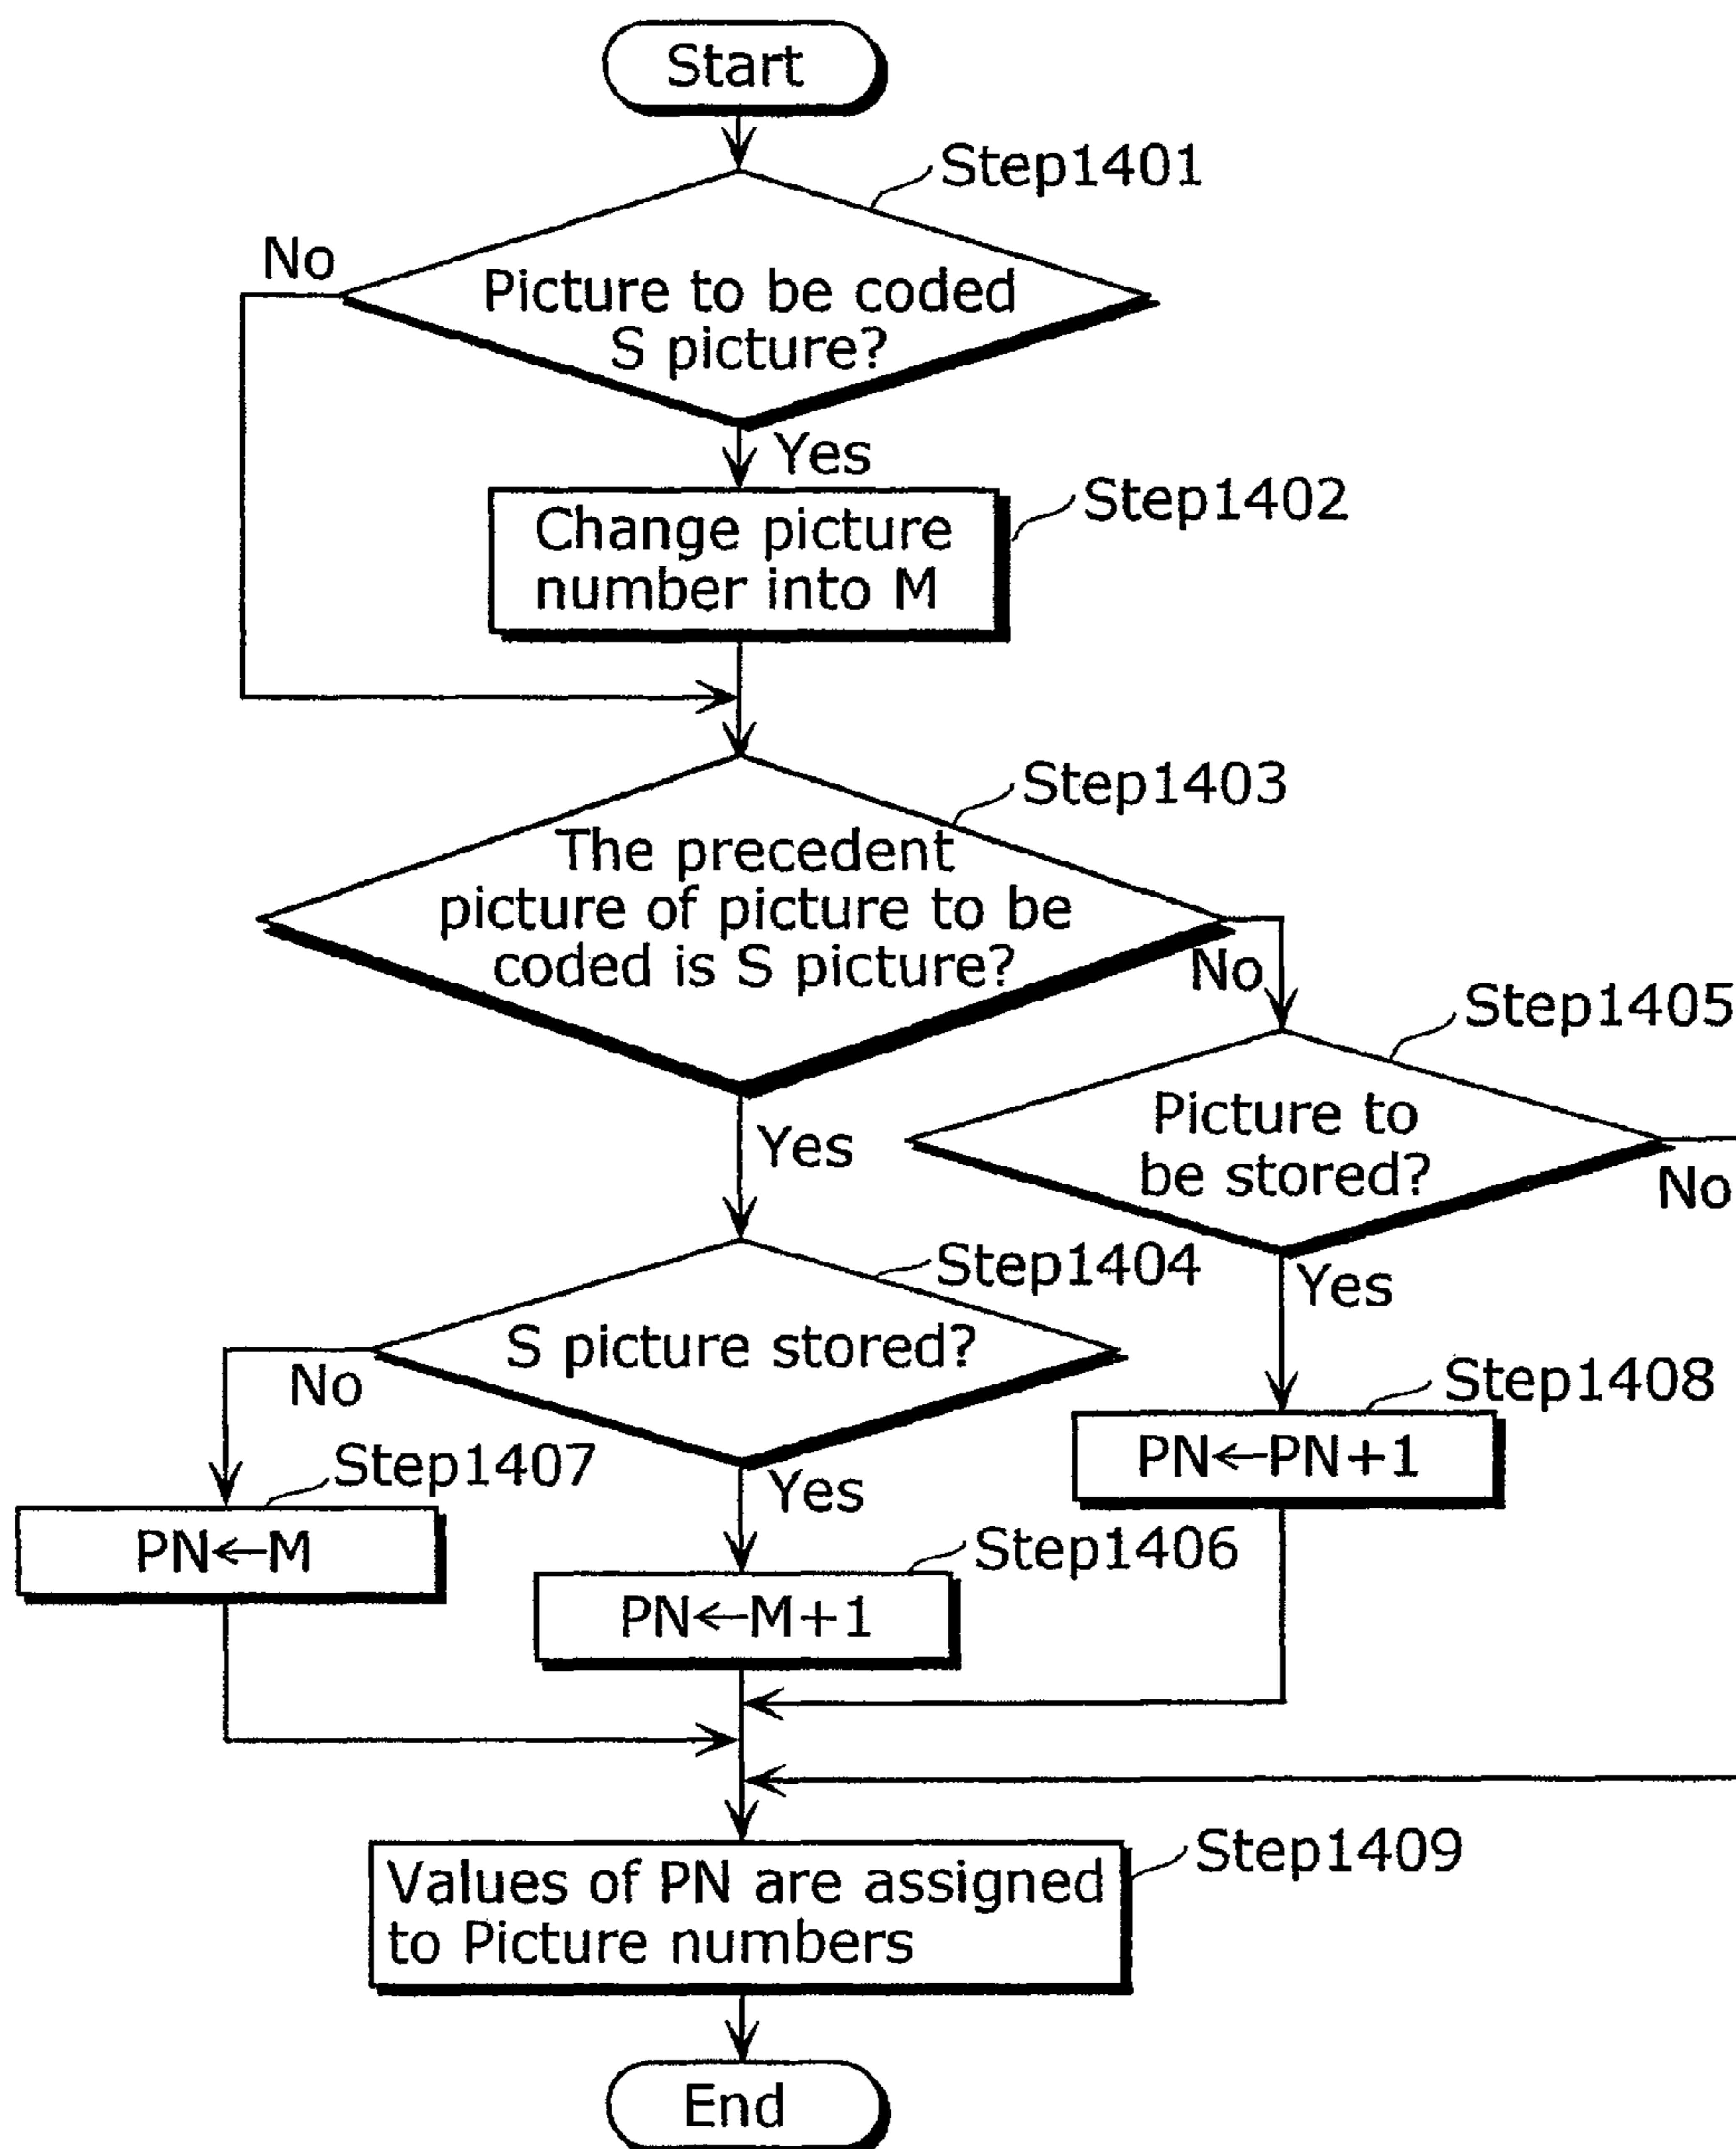 Start
Step1401
No
Picture to be coded
S picture?
Yes
Step1402
Change picture
number into M
Step1403
The precedent
picture of picture to be
coded is S picture?
No
Step1405
Yes
Picture to
be stored?
No
Step1404
Yes
S picture stored?
No
Step1408
PN←PN+1
Step1407
Yes
PN←M
Step1406
PN←M+1
Step1409
Values of PN are assigned
to Picture numbers
End